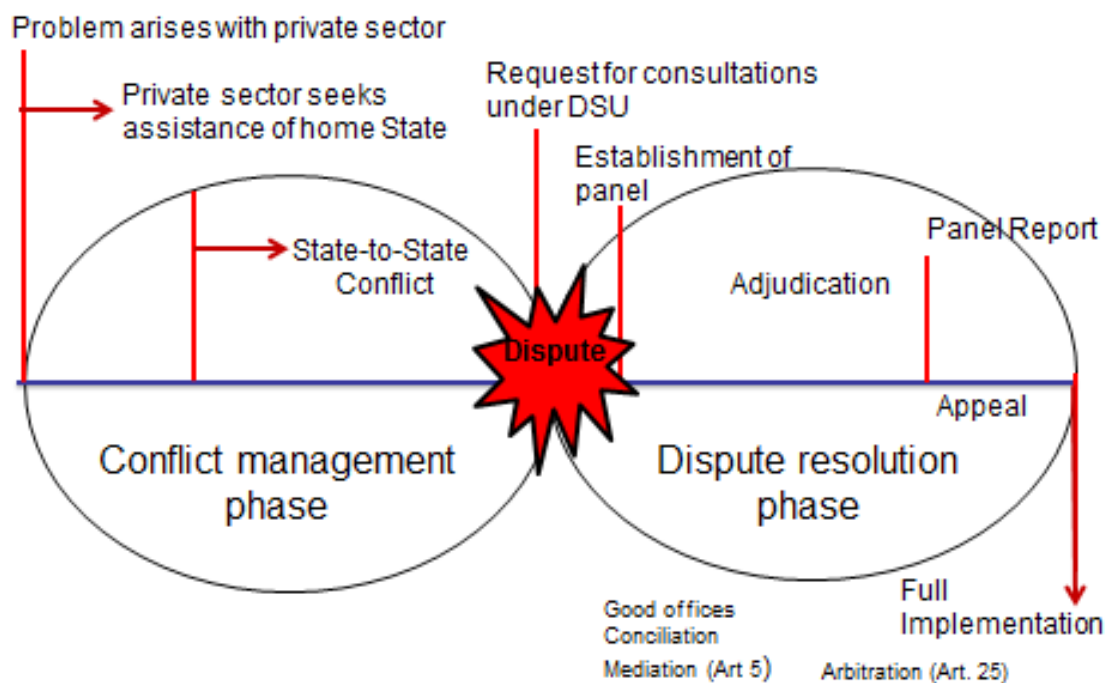 Problem arises with private sector
Private sector seeks
assistance of home State
Request for consultations
under DSU
Establishment of
panel
State-to-State
Conflict
Panel Report
Adjudication
Dispute
Appeal
Conflict management
phase
Dispute resolution
phase
Full
Implementation
Good offices
Conciliation
Mediation (Art 5)
Arbitration (Art. 25)